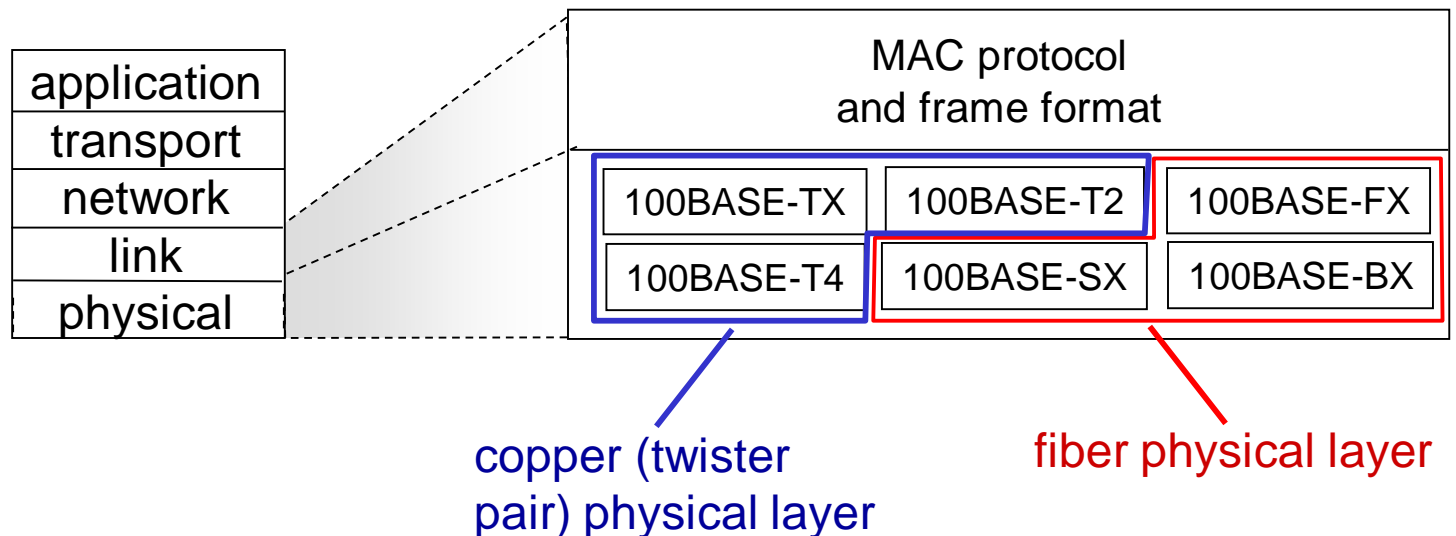 application
transport
network
link
physical
MAC protocol
and frame format
100BASE-TX
100BASE-T2
100BASE-FX
100BASE-T4
100BASE-SX
100BASE-BX
copper (twister
pair) physical layer
fiber physical layer